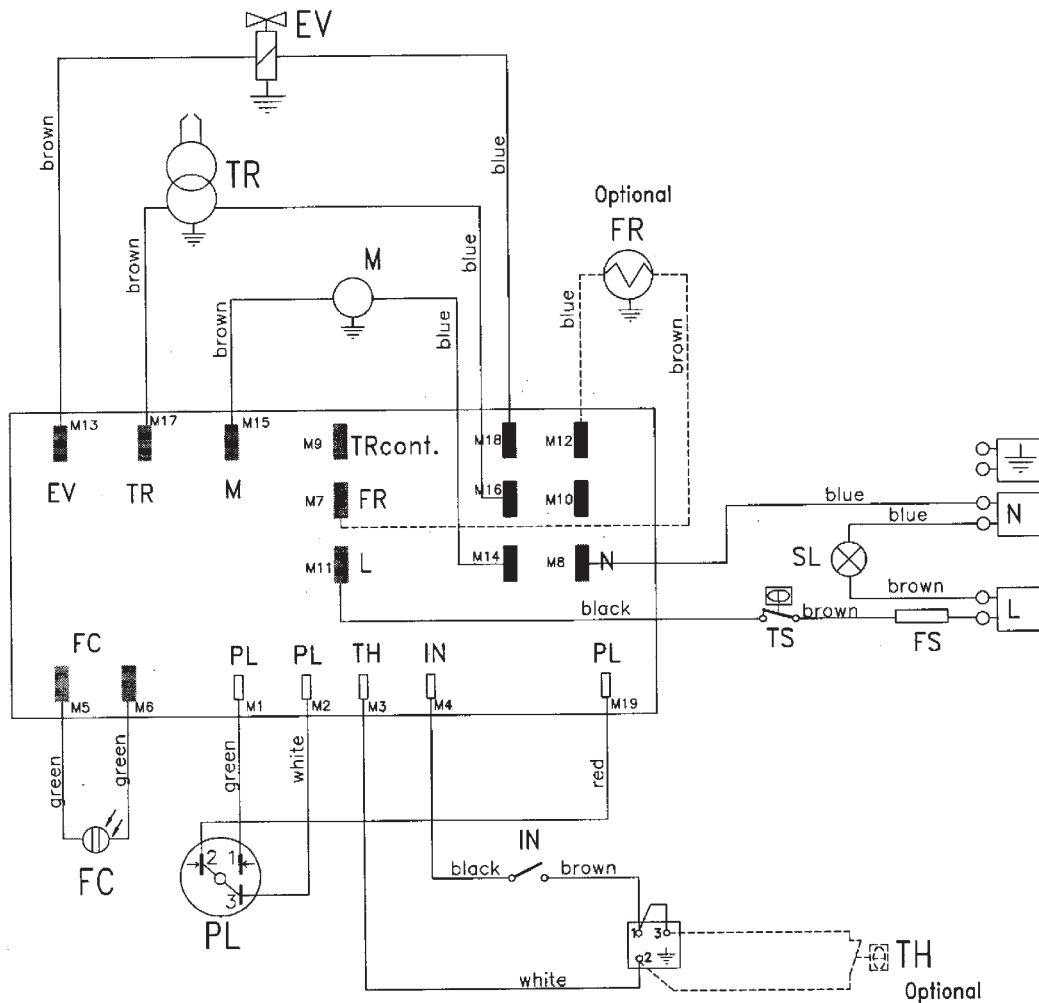 EV
brown
TR
blue
Optional
FR
brown
M
blue
blue
brown
brown
blue
M13
M17
M15
M9
TRcont.
M18
M12
EV
TR
M
M7
FR
M16
M10
blue
N
blue
M11
L
M14
M8
N
SL
brown
L
black
TS
brown
FS
FC
PL
PL
TH
IN
PL
M5
M6
M1
M2
M3
M4
M19
green
green
green
white
red
FC
2
1
3
PL
IN
black
brown
1
3
2
white
TH
Optional